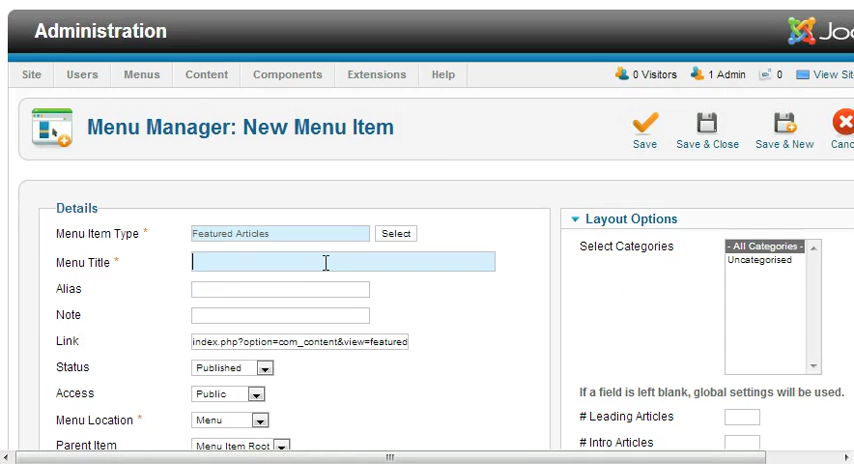 Administration
Joo
Site Users Menus Content Components Extensions Help 0 Visitors 1 Admin 0 View Sit
Menu Manager: New Menu Item
Save Save & Close Save & New Canc
Details
Menu Item Type * Featured Articles Select
Menu Title *
Alias
Note
Link index.php?option=com_content&view=featured
Status Published
Access Public
Menu Location * Menu
Parent Item Menu Item Root
Layout Options
Select Categories - All Categories -
Uncategorised
If a field is left blank, global settings will be used.
# Leading Articles
# Intro Articles